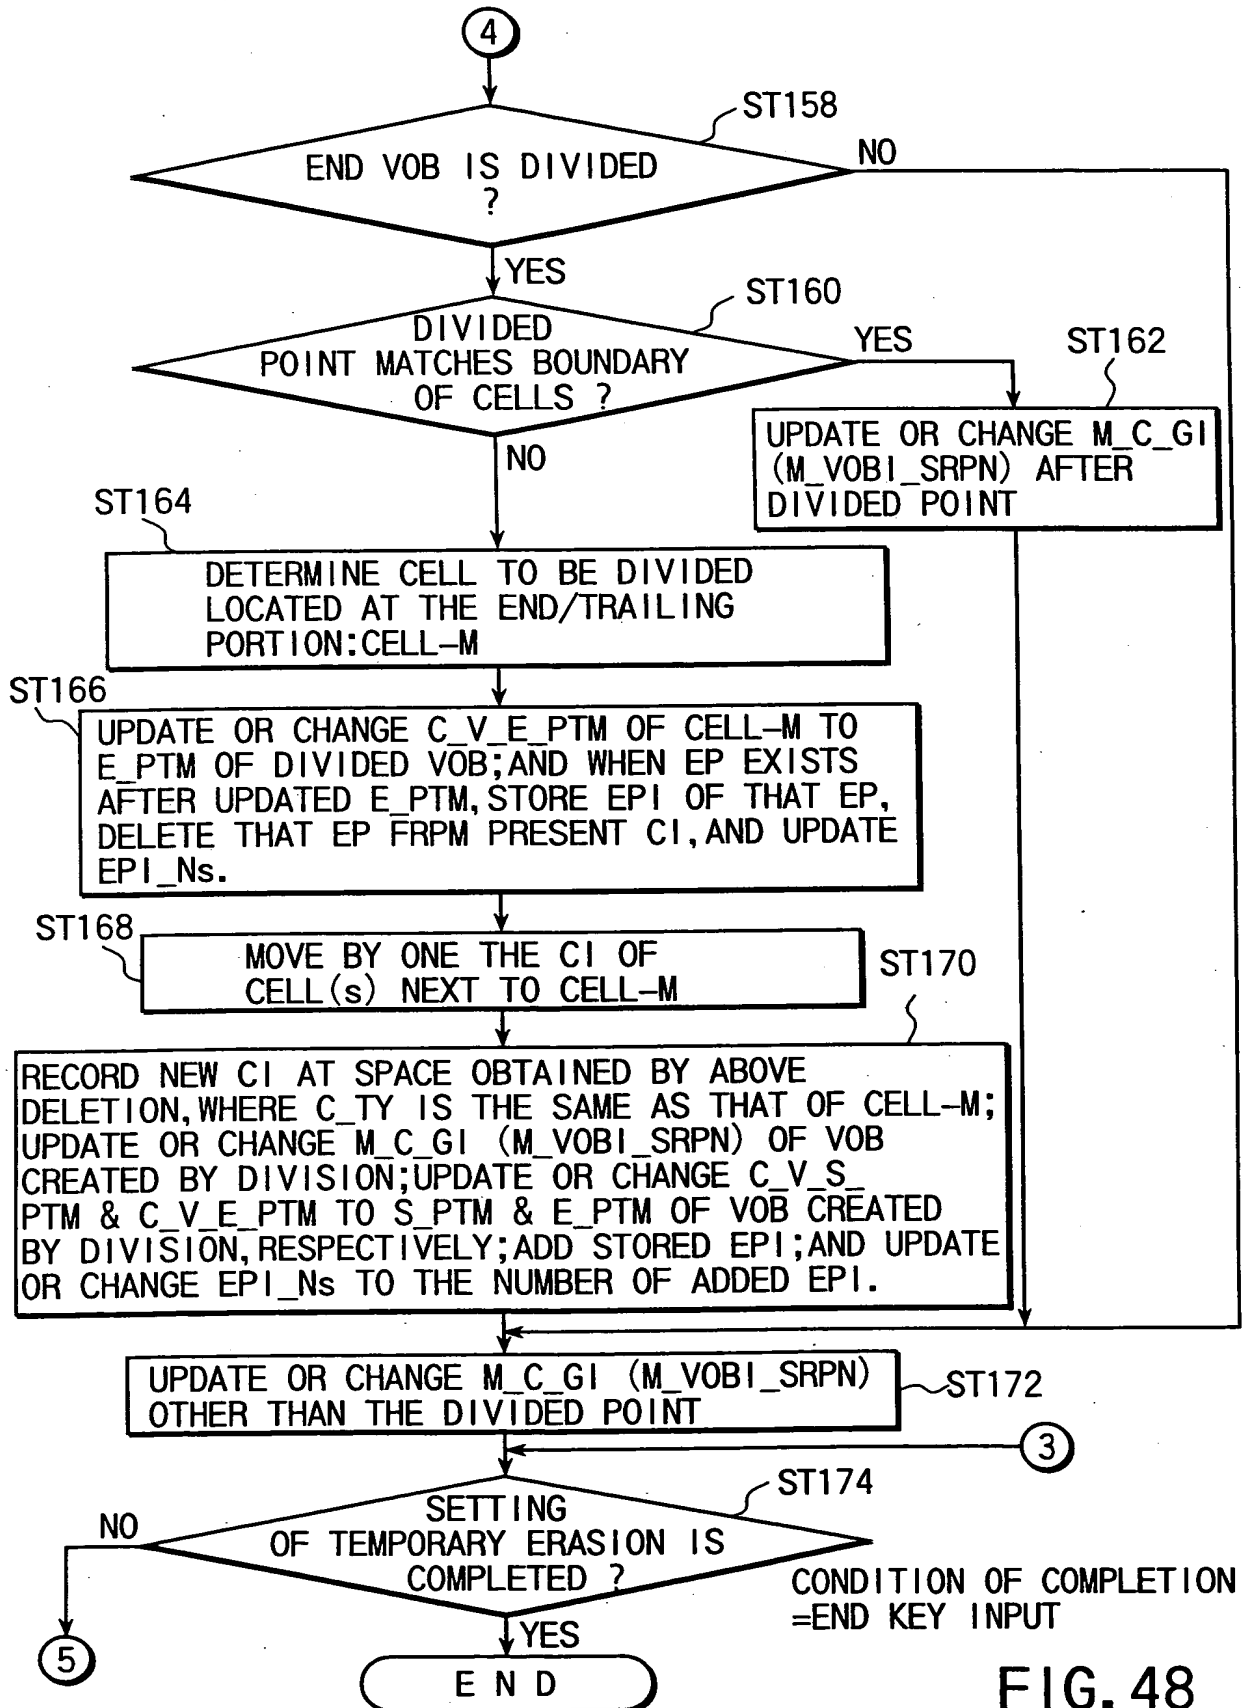 4
ST158
END VOB IS DIVIDED
?
NO
YES
ST160
DIVIDED
POINT MATCHES BOUNDARY
OF CELLS ?
YES
ST162
UPDATE OR CHANGE M_C_GI
(M_VOBI_SRPN) AFTER
DIVIDED POINT
NO
ST164
DETERMINE CELL TO BE DIVIDED
LOCATED AT THE END/TRAILING
PORTION:CELL-M
ST166
UPDATE OR CHANGE C_V_E_PTM OF CELL-M TO
E_PTM OF DIVIDED VOB;AND WHEN EP EXISTS
AFTER UPDATED E_PTM,STORE EPI OF THAT EP,
DELETE THAT EP FRPM PRESENT CI,AND UPDATE
EPI_Ns.
ST168
MOVE BY ONE THE CI OF
CELL(s) NEXT TO CELL-M
ST170
RECORD NEW CI AT SPACE OBTAINED BY ABOVE
DELETION,WHERE C_TY IS THE SAME AS THAT OF CELL-M;
UPDATE OR CHANGE M_C_GI (M_VOBI_SRPN) OF VOB
CREATED BY DIVISION;UPDATE OR CHANGE C_V_S_
PTM & C_V_E_PTM TO S_PTM & E_PTM OF VOB CREATED
BY DIVISION,RESPECTIVELY;ADD STORED EPI;AND UPDATE
OR CHANGE EPI_Ns TO THE NUMBER OF ADDED EPI.
UPDATE OR CHANGE M_C_GI (M_VOBI_SRPN)
OTHER THAN THE DIVIDED POINT
ST172
3
ST174
SETTING
OF TEMPORARY ERASION IS
COMPLETED ?
NO
CONDITION OF COMPLETION
=END KEY INPUT
YES
5
END
FIG.48